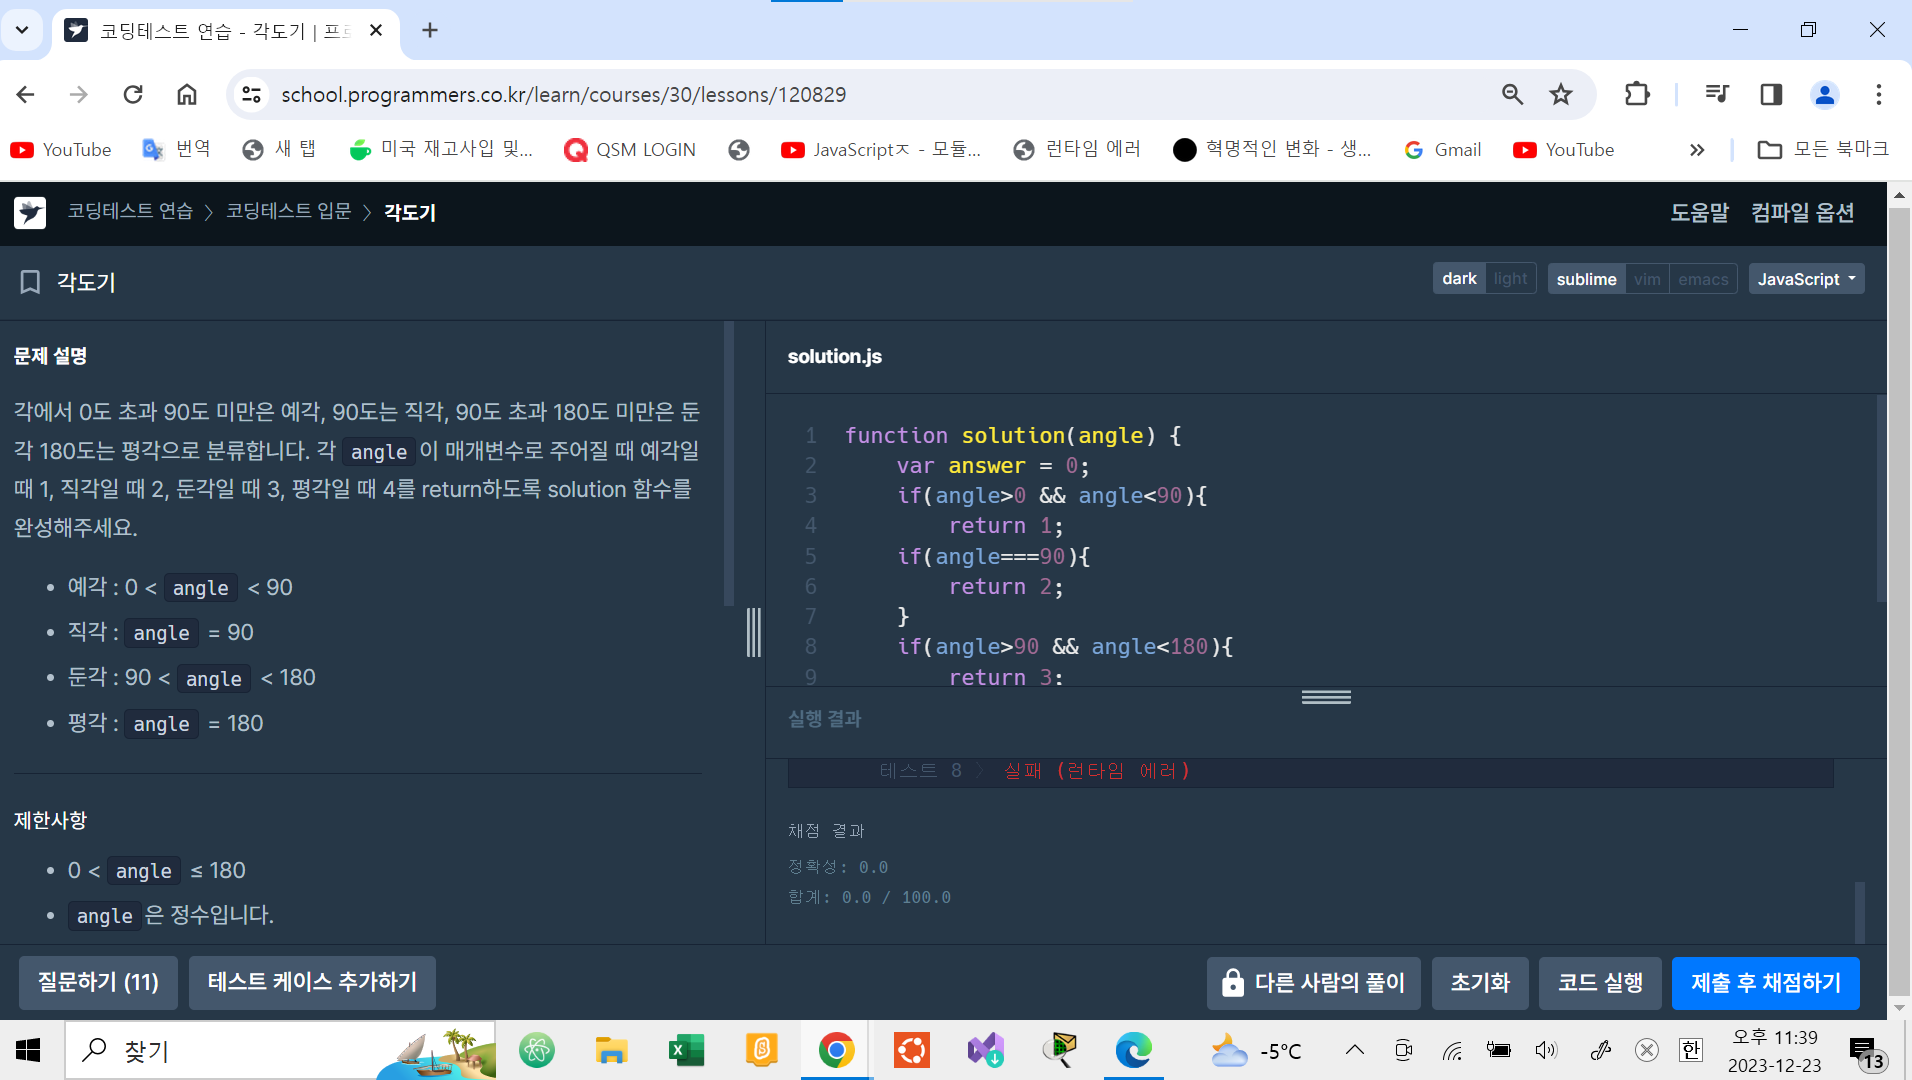 코딩테스트 연습 - 각도기 | 프
school.programmers.co.kr/learn/courses/30/lessons/120829
YouTube 번역 새 탭 미국 재고사입 및... QSM LOGIN JavaScriptㅈ - 모듈... 런타임 에러 혁명적인 변화 - 생... Gmail YouTube » 모든 북마크
코딩테스트 연습 > 코딩테스트 입문 > 각도기 도움말 컴파일 옵션
각도기 dark light sublime vim emacs JavaScript
문제 설명
각에서 0도 초과 90도 미만은 예각, 90도는 직각, 90도 초과 180도 미만은 둔
각 180도는 평각으로 분류합니다. 각 angle 이 매개변수로 주어질 때 예각일
때 1, 직각일 때 2, 둔각일 때 3, 평각일 때 4를 return하도록 solution 함수를
완성해주세요.
• 예각 : 0 < angle < 90
• 직각 : angle = 90
• 둔각 : 90 < angle < 180
• 평각 : angle = 180
제한사항
• 0 < angle ≤ 180
• angle 은 정수입니다.
solution.js
1 function solution(angle) {
2 var answer = 0;
3 if(angle>0 && angle<90){
4 return 1;
5 if(angle===90){
6 return 2;
7 }
8 if(angle>90 && angle<180){
9 return 3;
실행 결과
테스트 8 > 실패 (런타임 에러)
채점 결과
정확성: 0.0
합계: 0.0 / 100.0
질문하기 (11) 테스트 케이스 추가하기 다른 사람의 풀이 초기화 코드 실행 제출 후 채점하기
찾기 -5°C 한 오후 11:39
2023-12-23 13